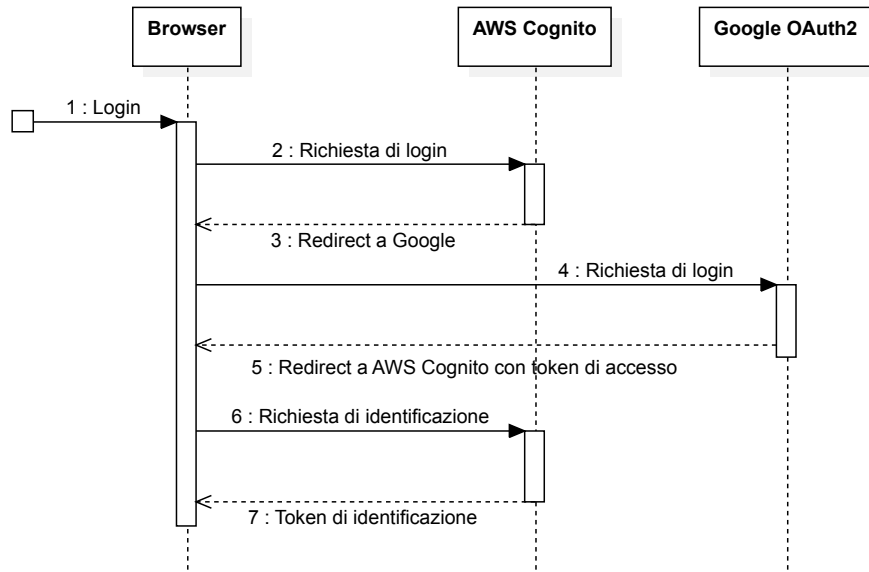 Browser
AWS Cognito
Google OAuth2
1 : Login
2 : Richiesta di login
3 : Redirect a Google
4 : Richiesta di login
5 : Redirect a AWS Cognito con token di accesso
6 : Richiesta di identificazione
7 : Token di identificazione